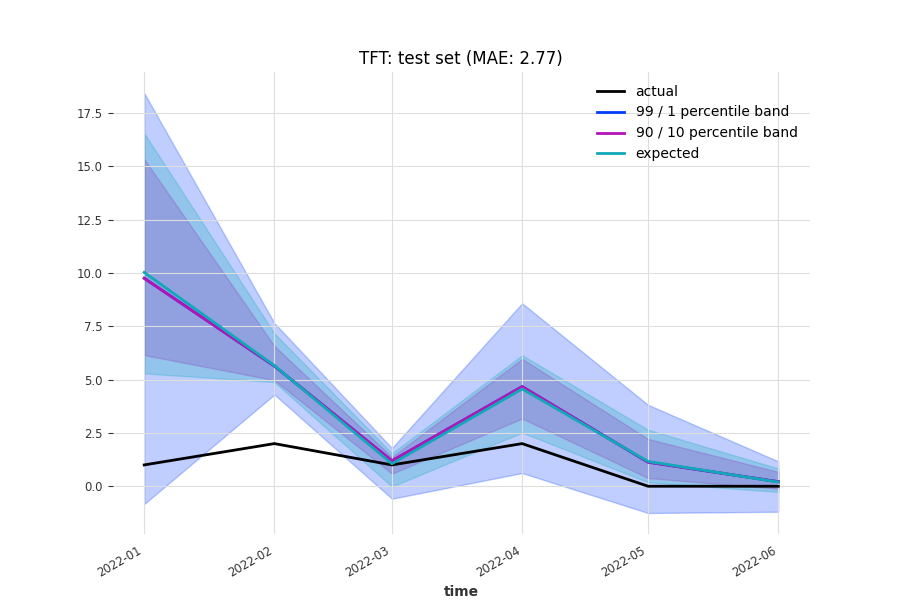 TFT: test set (MAE: 2.77)
actual
99 / 1 percentile band
90 / 10 percentile band
expected
17.5
15.0
12.5
10.0
7.5
5.0
2.5
0.0
2022-01
2022-02
2022-03
2022-04
2022-05
2022-06
time